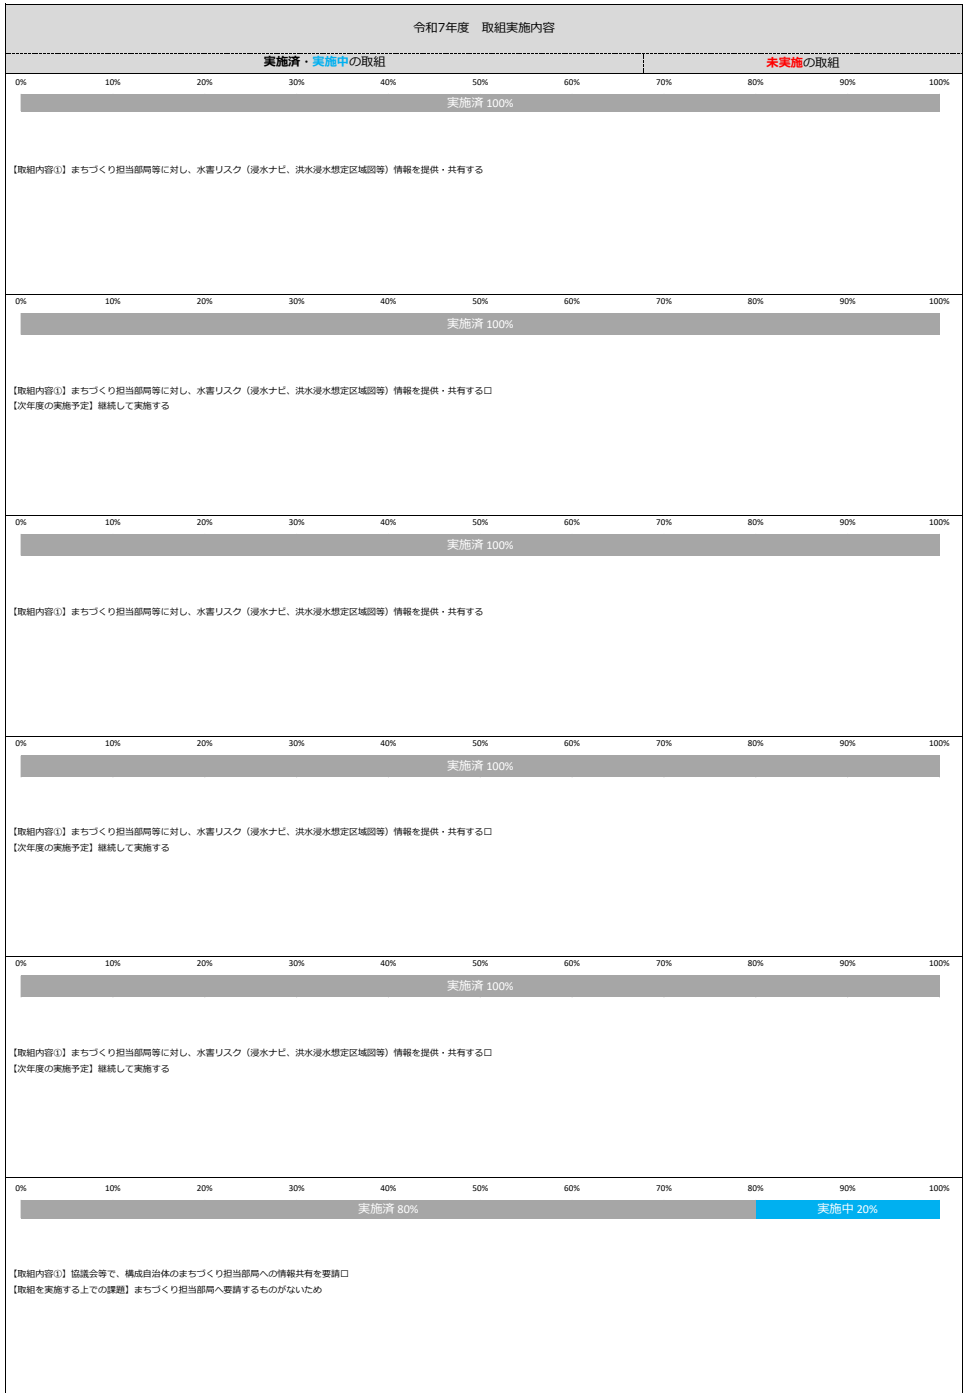 令和7年度　取組実施内容
実施済・実施中の取組 未実施の取組
0% 10% 20% 30% 40% 50% 60% 70% 80% 90% 100%
実施済 100%
【取組内容①】まちづくり担当部局等に対し、水害リスク（浸水ナビ、洪水浸水想定区域図等）情報を提供・共有する
0% 10% 20% 30% 40% 50% 60% 70% 80% 90% 100%
実施済 100%
【取組内容①】まちづくり担当部局等に対し、水害リスク（浸水ナビ、洪水浸水想定区域図等）情報を提供・共有する□
【次年度の実施予定】継続して実施する
0% 10% 20% 30% 40% 50% 60% 70% 80% 90% 100%
実施済 100%
【取組内容①】まちづくり担当部局等に対し、水害リスク（浸水ナビ、洪水浸水想定区域図等）情報を提供・共有する
0% 10% 20% 30% 40% 50% 60% 70% 80% 90% 100%
実施済 100%
【取組内容①】まちづくり担当部局等に対し、水害リスク（浸水ナビ、洪水浸水想定区域図等）情報を提供・共有する□
【次年度の実施予定】継続して実施する
0% 10% 20% 30% 40% 50% 60% 70% 80% 90% 100%
実施済 100%
【取組内容①】まちづくり担当部局等に対し、水害リスク（浸水ナビ、洪水浸水想定区域図等）情報を提供・共有する□
【次年度の実施予定】継続して実施する
0% 10% 20% 30% 40% 50% 60% 70% 80% 90% 100%
実施済 80% 実施中 20%
【取組内容①】協議会等で、構成自治体のまちづくり担当部局への情報共有を要請□
【取組を実施する上での課題】まちづくり担当部局へ要請するものがないため